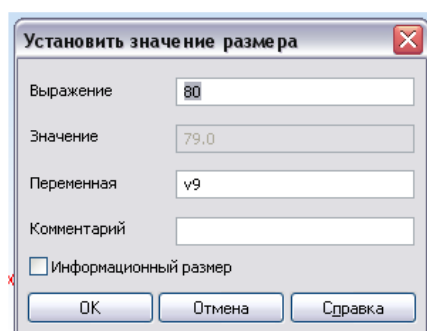 Установить значение размера
Выражение 80
Значение 79.0
Переменная v9
Комментарий
Информационный размер
OK Отмена Справка